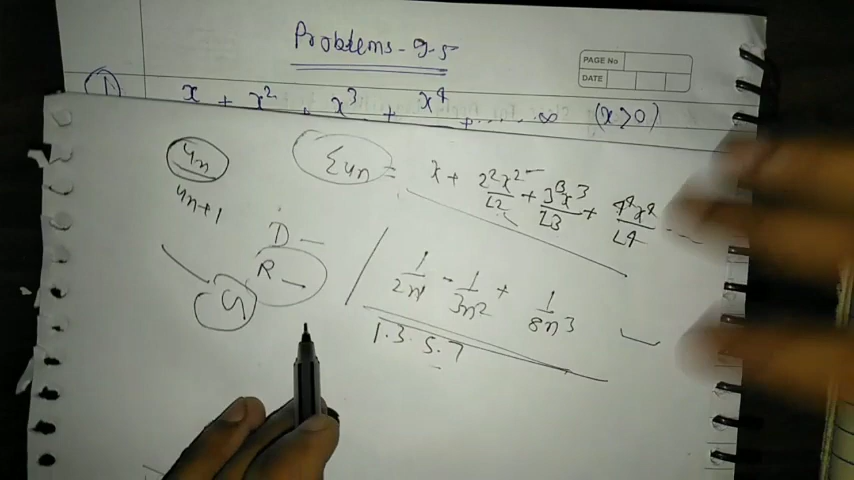 Problems-9.5
PAGE No
DATE
① x + x² + x³ + x⁴ + ..... ∞ (x>0)
un
un+1
Σun = x + 2²x²/∟2 + 3³x³/∟3 + 4⁴x⁴/∟4 ---
D —
R —
G
1/2n - 1/3n² + 1/8n³
1.3.5.7